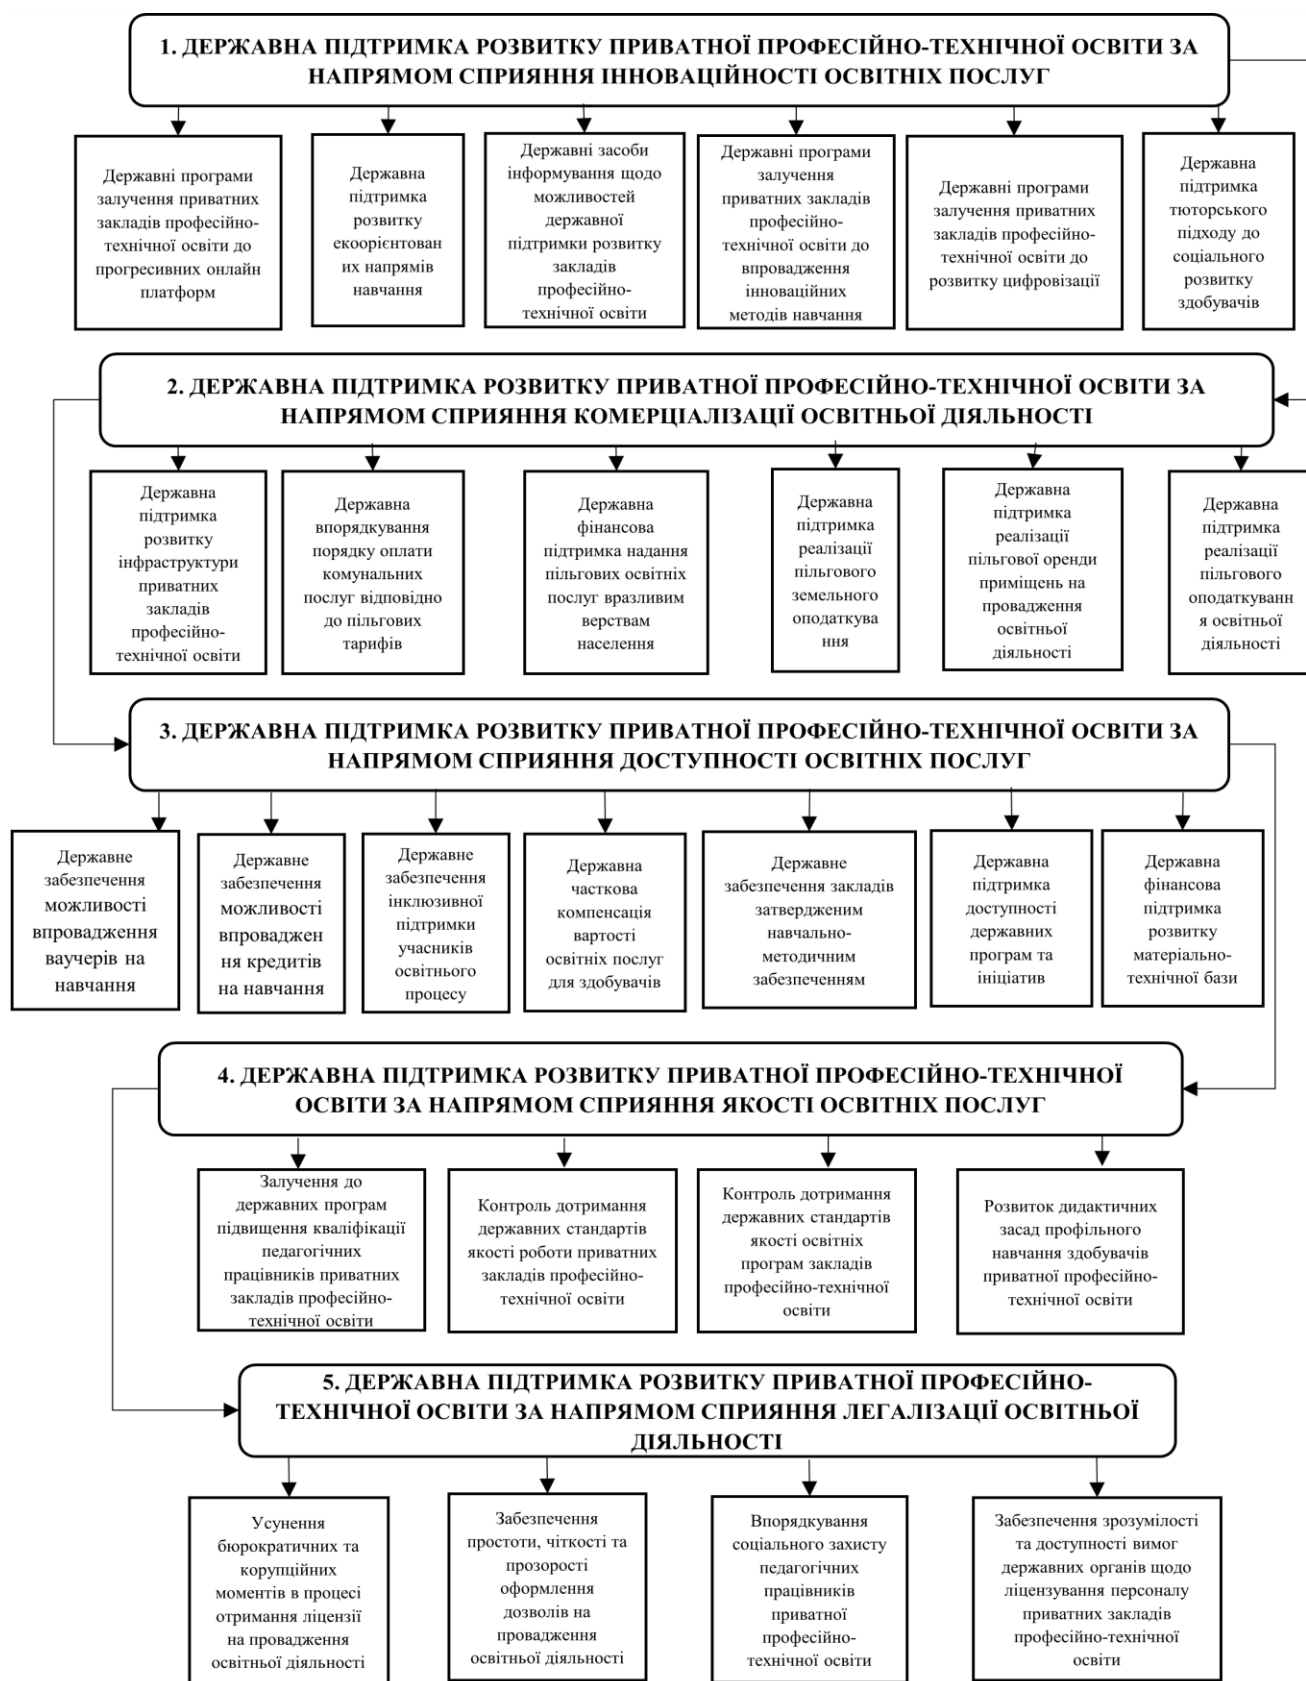 1. ДЕРЖАВНА ПІДТРИМКА РОЗВИТКУ ПРИВАТНОЇ ПРОФЕСІЙНО-ТЕХНІЧНОЇ ОСВІТИ ЗА
НАПРЯМОМ СПРИЯННЯ ІННОВАЦІЙНОСТІ ОСВІТНІХ ПОСЛУГ
Державні програми
залучення приватних
закладів професійно-
технічної освіти до
прогресивних онлайн
платформ
Державна
підтримка
розвитку
екоорієнтован
их напрямів
навчання
Державні засоби
інформування щодо
можливостей
державної
підтримки розвитку
закладів
професійно-
технічної освіти
Державні програми
залучення
приватних закладів
професійно-
технічної освіти до
впровадження
інноваційних
методів навчання
Державні програми
залучення приватних
закладів професійно-
технічної освіти до
розвитку цифровізації
Державна
підтримка
тюторського
підходу до
соціального
розвитку
здобувачів
2. ДЕРЖАВНА ПІДТРИМКА РОЗВИТКУ ПРИВАТНОЇ ПРОФЕСІЙНО-ТЕХНІЧНОЇ ОСВІТИ ЗА
НАПРЯМОМ СПРИЯННЯ КОМЕРЦІАЛІЗАЦІЇ ОСВІТНЬОЇ ДІЯЛЬНОСТІ
Державна
підтримка
розвитку
інфраструктури
приватних
закладів
професійно-
технічної освіти
Державна
впорядкування
порядку оплати
комунальних
послуг відповідно
до пільгових
тарифів
Державна
фінансова
підтримка надання
пільгових освітніх
послуг вразливим
верствам
населення
Державна
підтримка
реалізації
пільгового
земельного
оподаткува
ння
Державна
підтримка
реалізації
пільгової оренди
приміщень на
провадження
освітньої
діяльності
Державна
підтримка
реалізації
пільгового
оподаткуванн
я освітньої
діяльності
3. ДЕРЖАВНА ПІДТРИМКА РОЗВИТКУ ПРИВАТНОЇ ПРОФЕСІЙНО-ТЕХНІЧНОЇ ОСВІТИ ЗА
НАПРЯМОМ СПРИЯННЯ ДОСТУПНОСТІ ОСВІТНІХ ПОСЛУГ
Державне
забезпечення
можливості
впровадження
ваучерів на
навчання
Державне
забезпечення
можливості
впроваджен
ня кредитів
на навчання
Державне
забезпечення
інклюзивної
підтримки
учасників
освітнього
процесу
Державна
часткова
компенсація
вартості
освітніх послуг
для здобувачів
Державне
забезпечення закладів
затвердженим
навчально-
методичним
забезпеченням
Державна
підтримка
доступності
державних
програм та
ініціатив
Державна
фінансова
підтримка
розвитку
матеріально-
технічної бази
4. ДЕРЖАВНА ПІДТРИМКА РОЗВИТКУ ПРИВАТНОЇ ПРОФЕСІЙНО-ТЕХНІЧНОЇ
ОСВІТИ ЗА НАПРЯМОМ СПРИЯННЯ ЯКОСТІ ОСВІТНІХ ПОСЛУГ
Залучення до
державних програм
підвищення кваліфікації
педагогічних
працівників приватних
закладів професійно-
технічної освіти
Контроль дотримання
державних стандартів
якості роботи приватних
закладів професійно-
технічної освіти
Контроль дотримання
державних стандартів
якості освітніх
програм закладів
професійно-технічної
освіти
Розвиток дидактичних
засад профільного
навчання здобувачів
приватної професійно-
технічної освіти
5. ДЕРЖАВНА ПІДТРИМКА РОЗВИТКУ ПРИВАТНОЇ ПРОФЕСІЙНО-
ТЕХНІЧНОЇ ОСВІТИ ЗА НАПРЯМОМ СПРИЯННЯ ЛЕГАЛІЗАЦІЇ ОСВІТНЬОЇ
ДІЯЛЬНОСТІ
Усунення
бюрократичних та
корупційних
моментів в процесі
отримання ліцензії
на провадження
освітньої діяльності
Забезпечення
простоти, чіткості та
прозорості
оформлення
дозволів на
провадження
освітньої діяльності
Впорядкування
соціального захисту
педагогічних
працівників
приватної
професійно-
технічної освіти
Забезпечення зрозумілості
та доступності вимог
державних органів щодо
ліцензування персоналу
приватних закладів
професійно-технічної
освіти